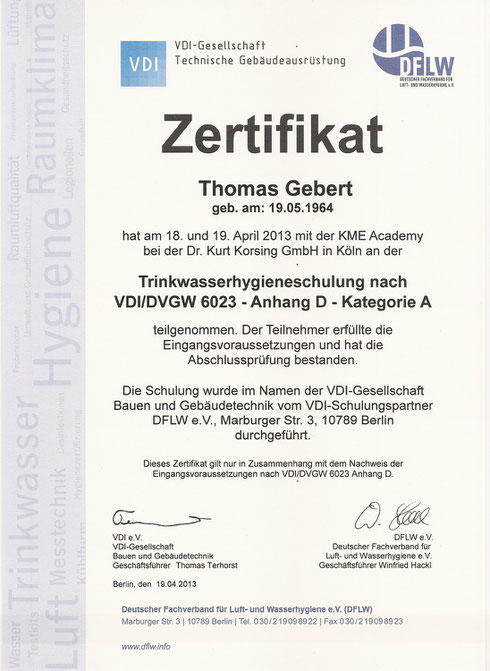 VDI
VDI-Gesellschaft
Technische Gebäudeausrüstung
DFLW
DEUTSCHER FACHVERBAND FÜR
LUFT- UND WASSERHYGIENE e.V.
Zertifikat
Thomas Gebert
geb. am: 19.05.1964
hat am 18. und 19. April 2013 mit der KME Academy
bei der Dr. Kurt Korsing GmbH in Köln an der
Trinkwasserhygieneschulung nach
VDI/DVGW 6023 - Anhang D - Kategorie A
teilgenommen. Der Teilnehmer erfüllte die
Eingangsvoraussetzungen und hat die
Abschlussprüfung bestanden.
Die Schulung wurde im Namen der VDI-Gesellschaft
Bauen und Gebäudetechnik vom VDI-Schulungspartner
DFLW e.V., Marburger Str. 3, 10789 Berlin
durchgeführt.
Dieses Zertifikat gilt nur in Zusammenhang mit dem Nachweis der
Eingangsvoraussetzungen nach VDI/DVGW 6023 Anhang D.
VDI e.V.
VDI-Gesellschaft
Bauen und Gebäudetechnik
Geschäftsführer Thomas Terhorst
DFLW e.V.
Deutscher Fachverband für
Luft- und Wasserhygiene e.V.
Geschäftsführer Winfried Hackl
Berlin, den 19.04.2013
Deutscher Fachverband für Luft- und Wasserhygiene e.V. (DFLW)
Marburger Str. 3 | 10789 Berlin | Tel. 030/21909 8922 | Fax 030/219098923
www.dflw.info
Wasser
Testkits
Trinkwasser
Luft
Messtechnik
Kühlturm
Hygiene
Desinfektionen
Hygienezertifizierung
Raumluftqualität
Raumklima
Legionellen
Lüftung
Gesundheitsschutz